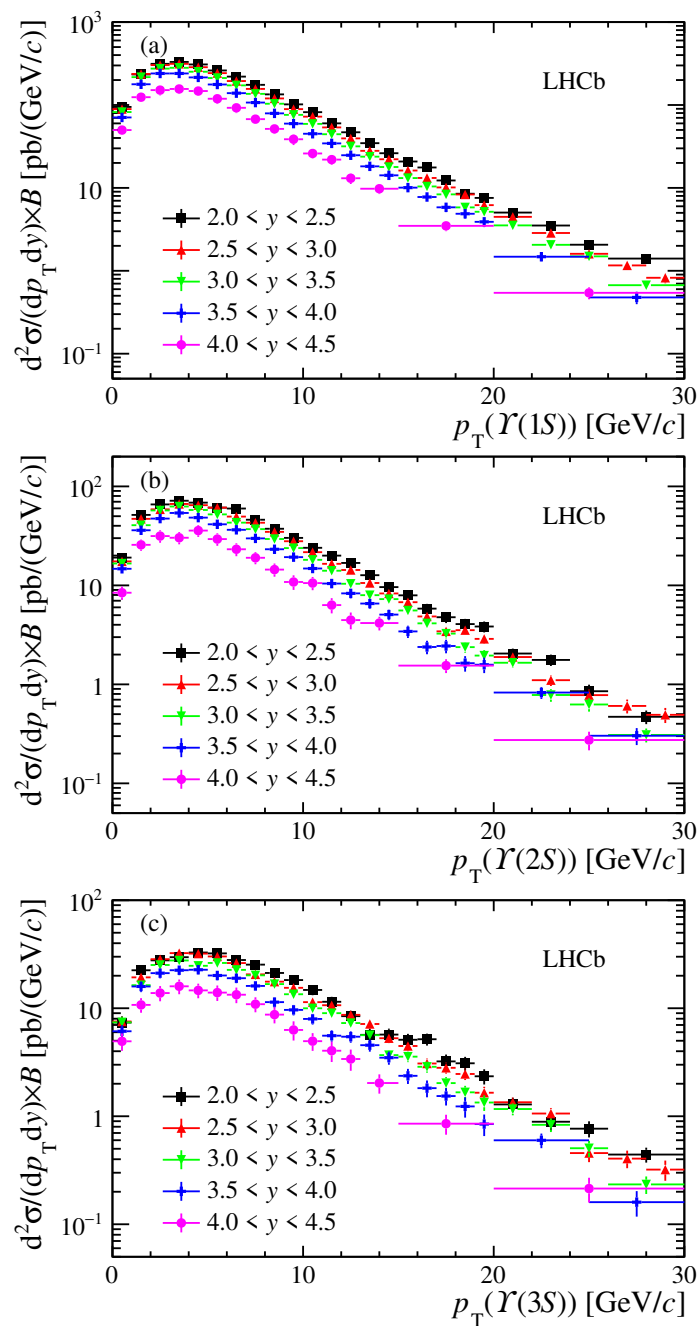 d²σ/(dp_T dy)×B [pb/(GeV/c)]
10³
10
10⁻¹
(a)
LHCb
2.0 < y < 2.5
2.5 < y < 3.0
3.0 < y < 3.5
3.5 < y < 4.0
4.0 < y < 4.5
0 10 20 30
p_T(ϒ(1S)) [GeV/c]
d²σ/(dp_T dy)×B [pb/(GeV/c)]
10²
10
1
10⁻¹
(b)
LHCb
2.0 < y < 2.5
2.5 < y < 3.0
3.0 < y < 3.5
3.5 < y < 4.0
4.0 < y < 4.5
0 10 20 30
p_T(ϒ(2S)) [GeV/c]
d²σ/(dp_T dy)×B [pb/(GeV/c)]
10²
10
1
10⁻¹
(c)
LHCb
2.0 < y < 2.5
2.5 < y < 3.0
3.0 < y < 3.5
3.5 < y < 4.0
4.0 < y < 4.5
0 10 20 30
p_T(ϒ(3S)) [GeV/c]